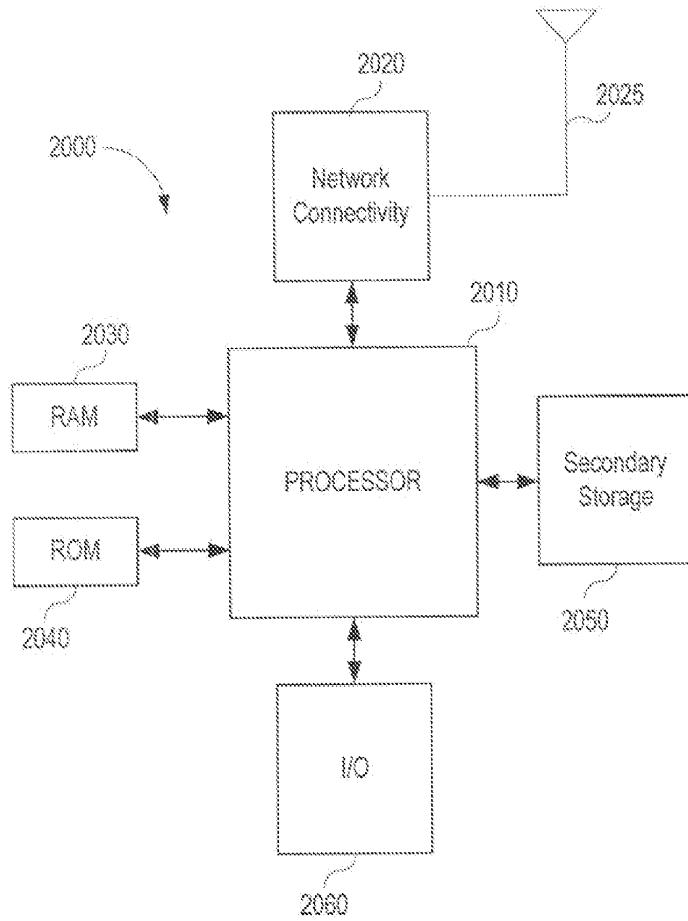 2020
2025
2000
Network
Connectivity
2010
2030
RAM
PROCESSOR
Secondary
Storage
ROM
2040
2050
I/O
2060